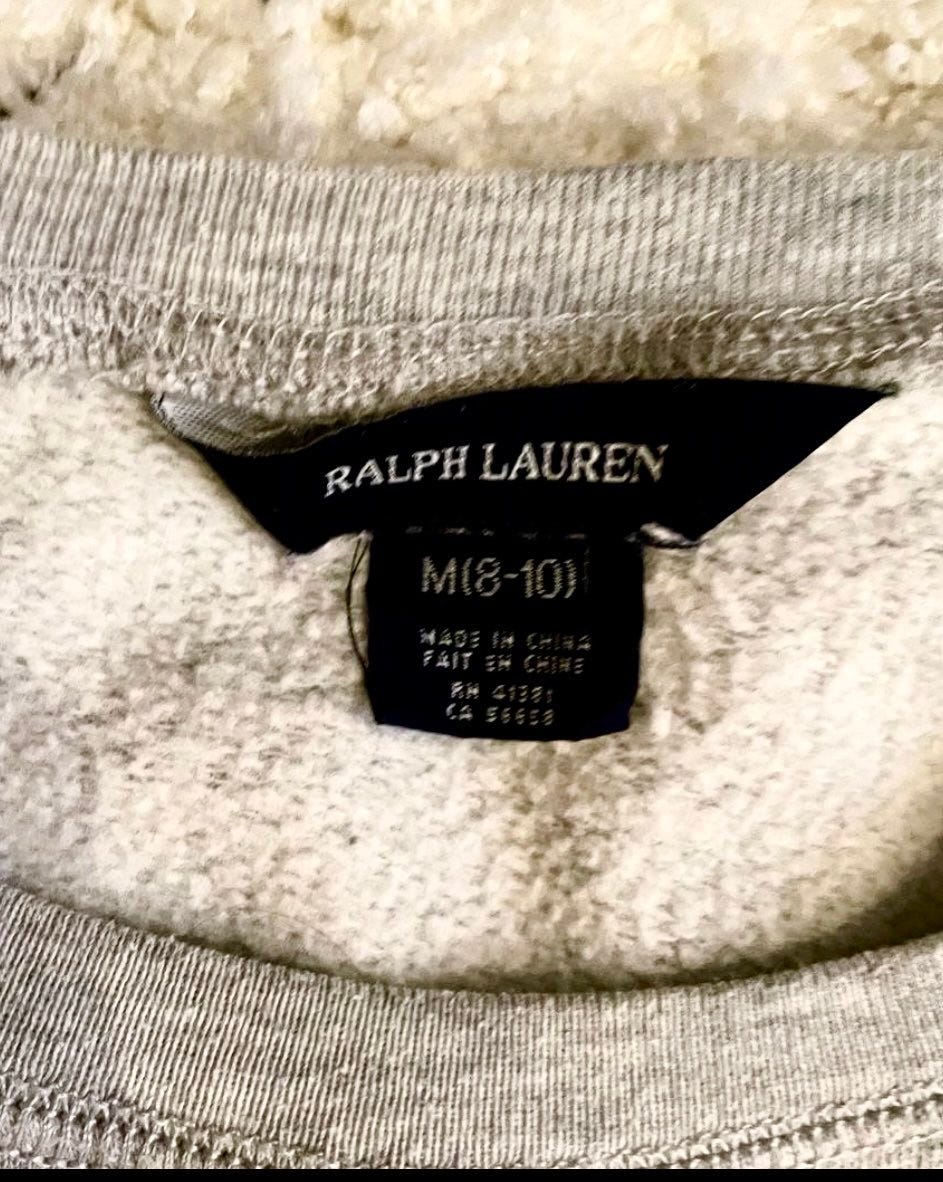 RALPH LAUREN
M(8-10)
MADE IN CHINA
FAIT EN CHINE
RN 41381
CA 56658